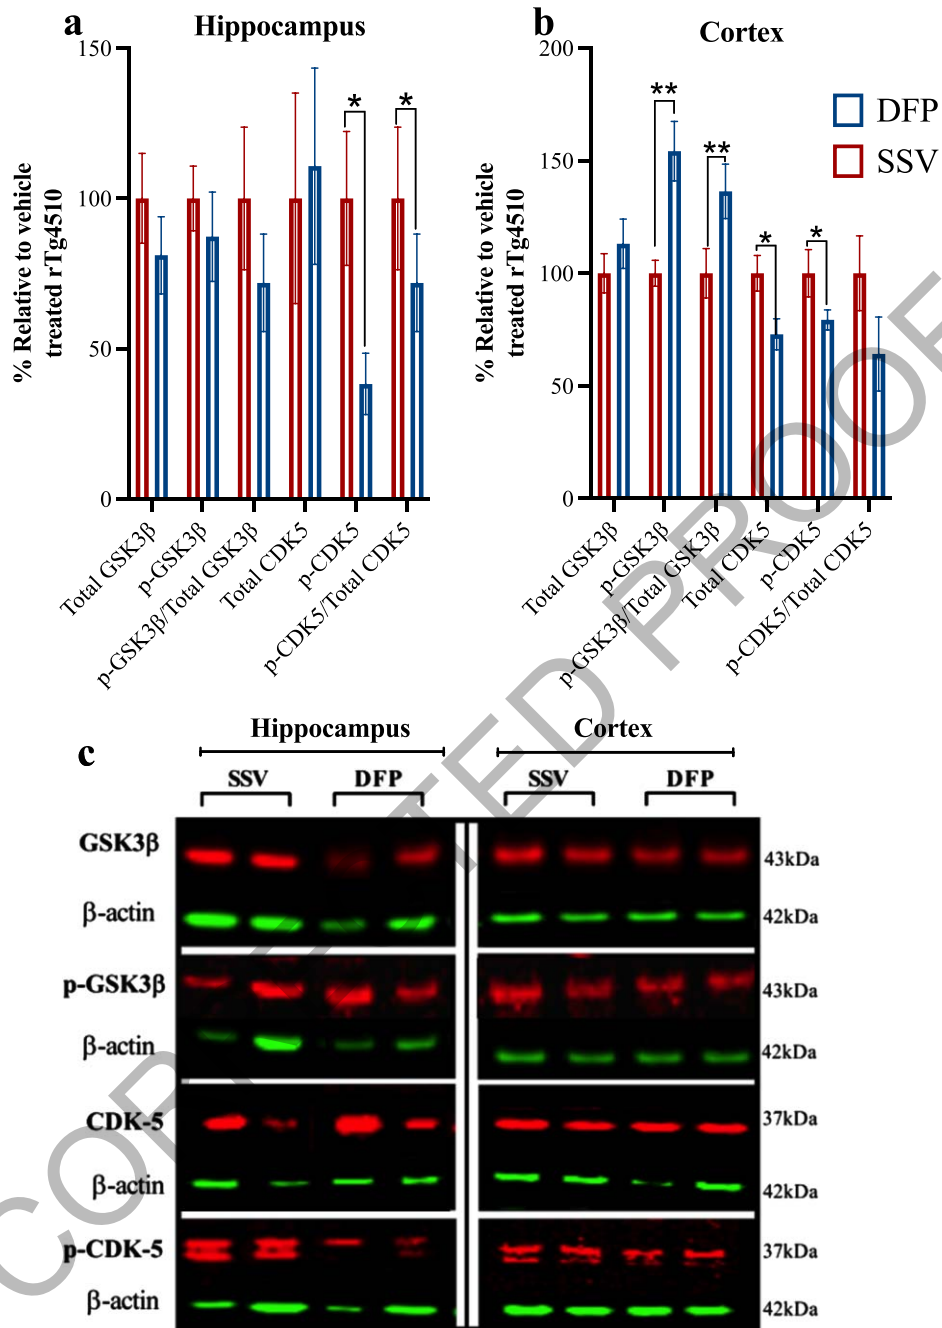 a
Hippocampus
% Relative to vehicle
treated rTg4510
150
100
50
0
*
*
Total GSK3β
p-GSK3β
p-GSK3β/Total GSK3β
Total CDK5
p-CDK5
p-CDK5/Total CDK5
b
Cortex
% Relative to vehicle
treated rTg4510
200
150
100
50
0
**
**
*
*
Total GSK3β
p-GSK3β
p-GSK3β/Total GSK3β
Total CDK5
p-CDK5
p-CDK5/Total CDK5
DFP
SSV
c
Hippocampus
Cortex
SSV
DFP
SSV
DFP
GSK3β
43kDa
β-actin
42kDa
p-GSK3β
43kDa
β-actin
42kDa
CDK-5
37kDa
β-actin
42kDa
p-CDK-5
37kDa
β-actin
42kDa